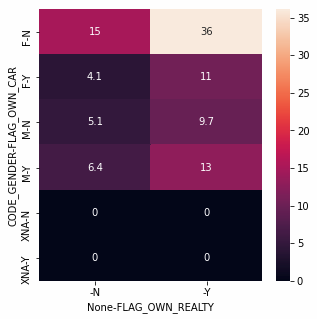 CODE_GENDER-FLAG_OWN_CAR
F-N 15 36
F-Y 4.1 11
M-N 5.1 9.7
M-Y 6.4 13
XNA-N 0 0
XNA-Y 0 0
-N -Y
None-FLAG_OWN_REALTY
35
30
25
20
15
10
5
0